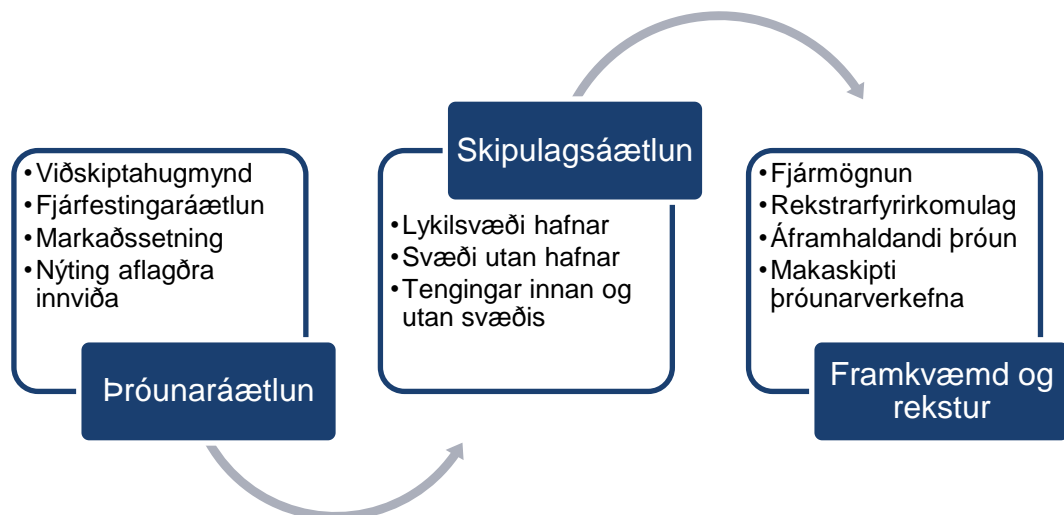 •Viðskiptahugmynd
•Fjárfestingaráætlun
•Markaðssetning
•Nýting aflagðra
innviða
Þróunaráætlun
Skipulagsáætlun
•Lykilsvæði hafnar
•Svæði utan hafnar
•Tengingar innan og
utan svæðis
•Fjármögnun
•Rekstrarfyrirkomulag
•Áframhaldandi þróun
•Makaskipti
þróunarverkefna
Framkvæmd og
rekstur